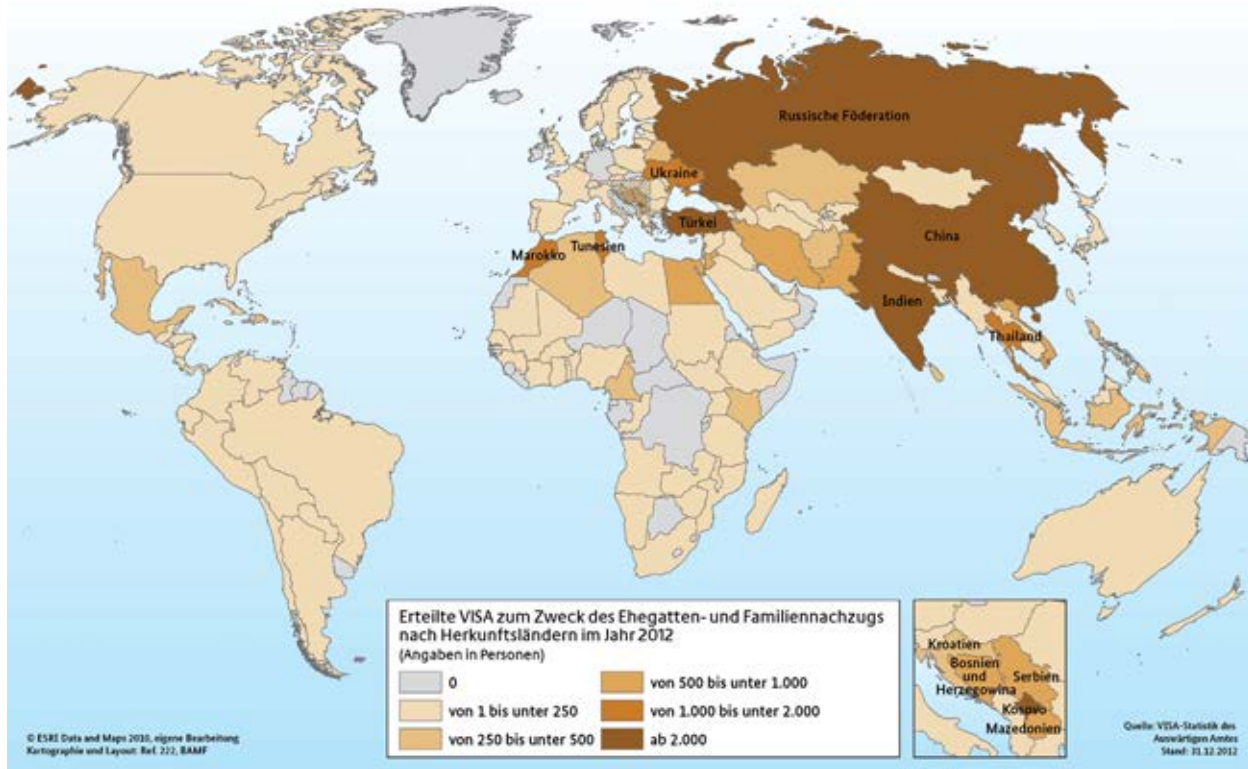 Russische Föderation
Ukraine
Türkei
China
Marokko
Tunesien
Indien
Thailand
Erteilte VISA zum Zweck des Ehegatten- und Familiennachzugs
nach Herkunftsländern im Jahr 2012
(Angaben in Personen)
0
von 500 bis unter 1.000
von 1 bis unter 250
von 1.000 bis unter 2.000
von 250 bis unter 500
ab 2.000
Kroatien
Bosnien
und
Herzegowina
Serbien
Kosovo
Mazedonien
© ESRI Data and Maps 2010, eigene Bearbeitung
Kartographie und Layout: Ref. 222, BAMF
Quelle: VISA-Statistik des
Auswärtigen Amtes
Stand: 31.12.2012